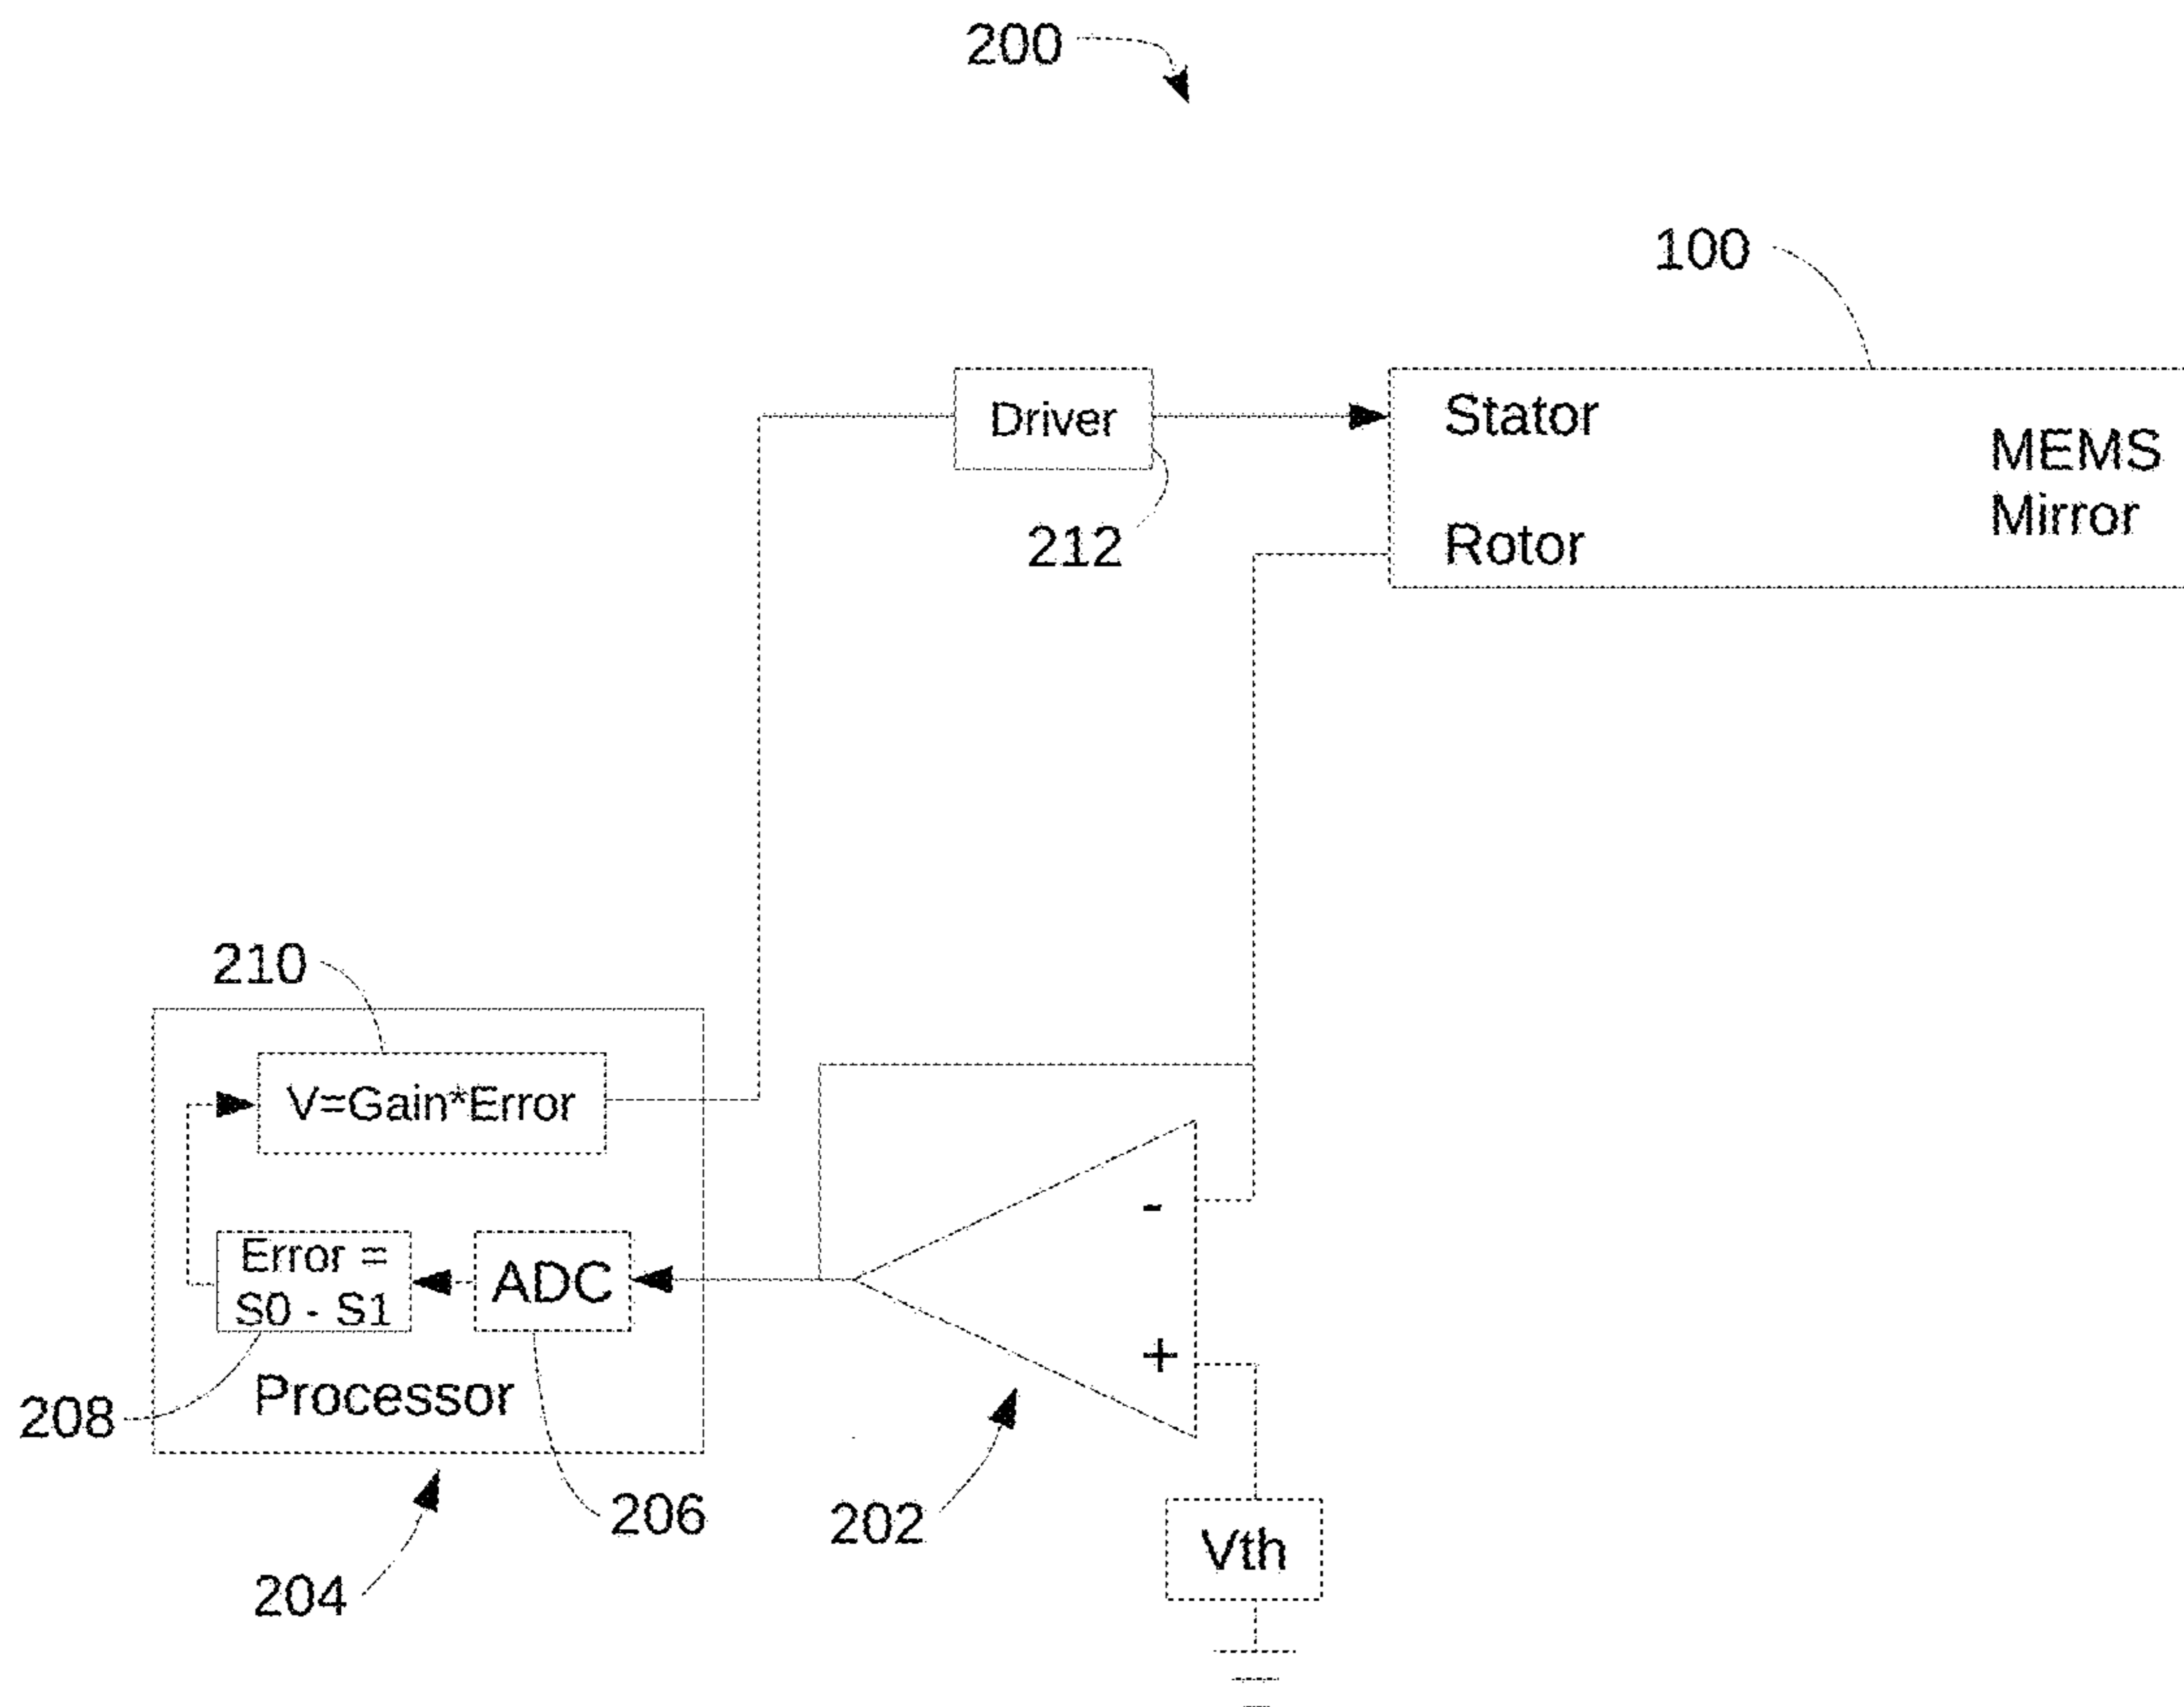 200
100
Driver
Stator
MEMS
Mirror
212
Rotor
210
V=Gain*Error
-
Error =
S0 - S1
ADC
+
Processor
208
206
202
Vth
204